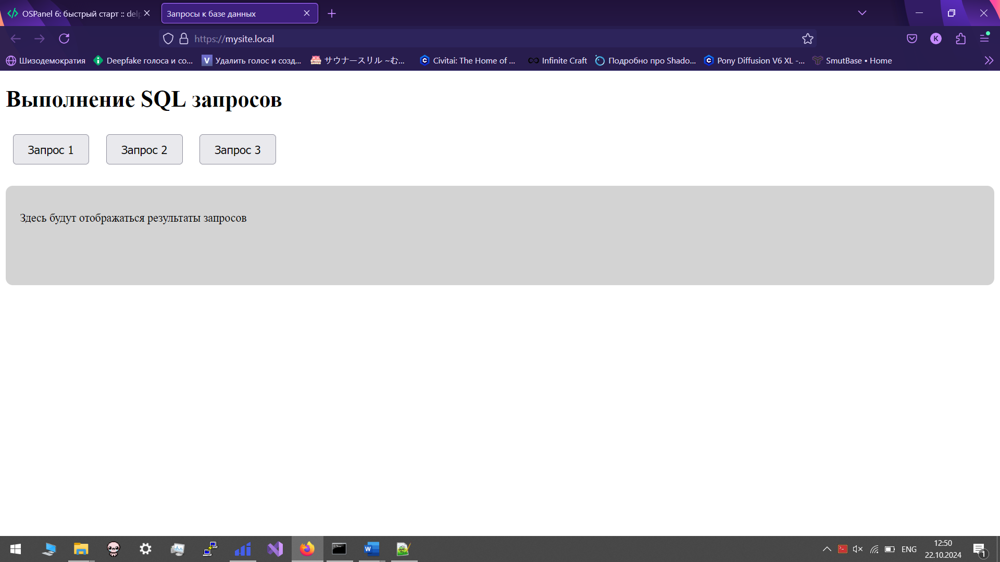 OSPanel 6: быстрый старт :: del
Запросы к базе данных
https://mysite.local
K
Шизодемократия
Deepfake голоса и со...
V Удалить голос и созд...
サウナースリル ~む...
Civitai: The Home of ...
Infinite Craft
Подробно про Shado...
Pony Diffusion V6 XL -...
SmutBase • Home
Выполнение SQL запросов
Запрос 1
Запрос 2
Запрос 3
Здесь будут отображаться результаты запросов
ENG
12:50
22.10.2024
1